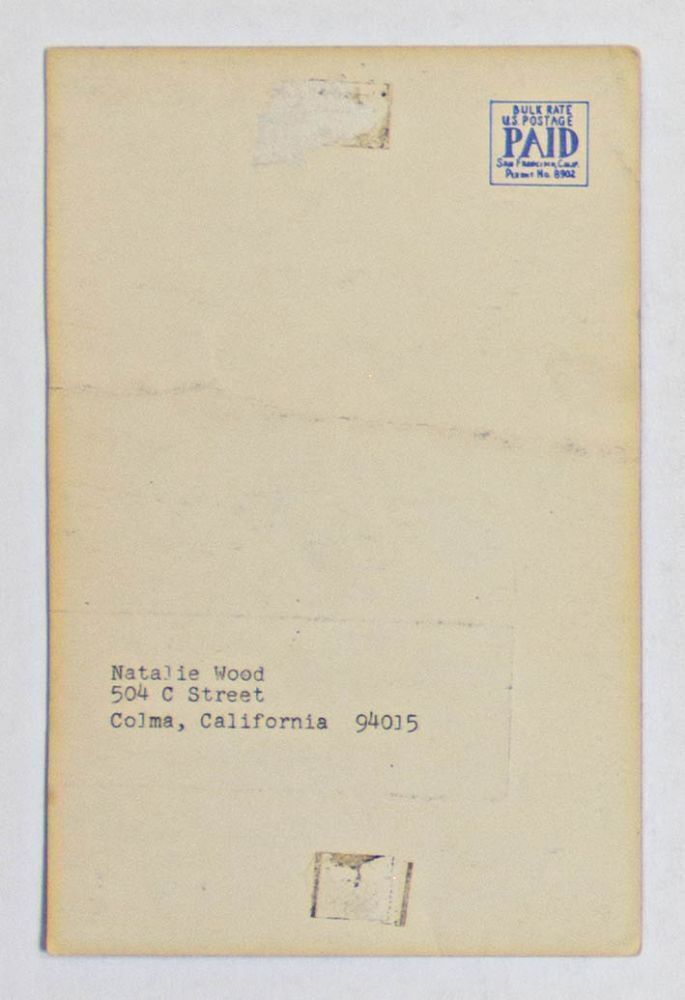 BULK RATE
U.S. POSTAGE
PAID
San Francisco, Calif.
Permit No. 8902
Natalie Wood
504 C Street
Colma, California 94015